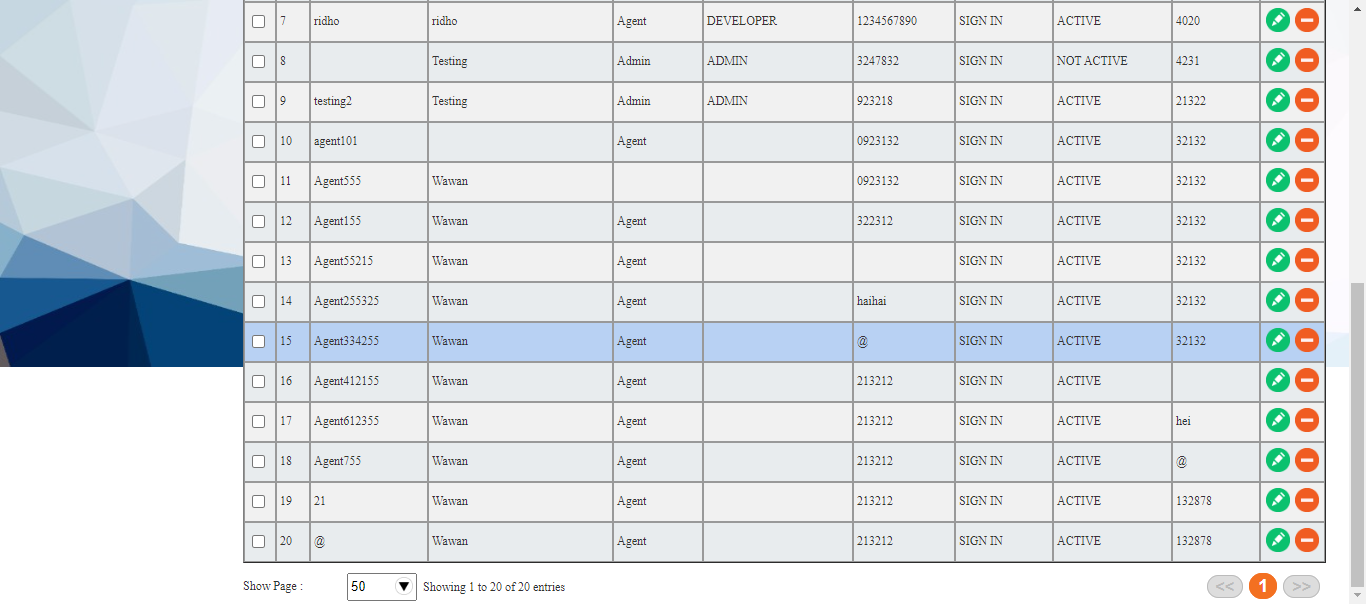 7 ridho ridho Agent DEVELOPER 1234567890 SIGN IN ACTIVE 4020
8 Testing Admin ADMIN 3247832 SIGN IN NOT ACTIVE 4231
9 testing2 Testing Admin ADMIN 923218 SIGN IN ACTIVE 21322
10 agent101 Agent 0923132 SIGN IN ACTIVE 32132
11 Agent555 Wawan 0923132 SIGN IN ACTIVE 32132
12 Agent155 Wawan Agent 322312 SIGN IN ACTIVE 32132
13 Agent55215 Wawan Agent SIGN IN ACTIVE 32132
14 Agent255325 Wawan Agent haihai SIGN IN ACTIVE 32132
15 Agent334255 Wawan Agent @ SIGN IN ACTIVE 32132
16 Agent412155 Wawan Agent 213212 SIGN IN ACTIVE
17 Agent612355 Wawan Agent 213212 SIGN IN ACTIVE hei
18 Agent755 Wawan Agent 213212 SIGN IN ACTIVE @
19 21 Wawan Agent 213212 SIGN IN ACTIVE 132878
20 @ Wawan Agent 213212 SIGN IN ACTIVE 132878
Show Page : 50 Showing 1 to 20 of 20 entries << 1 >>